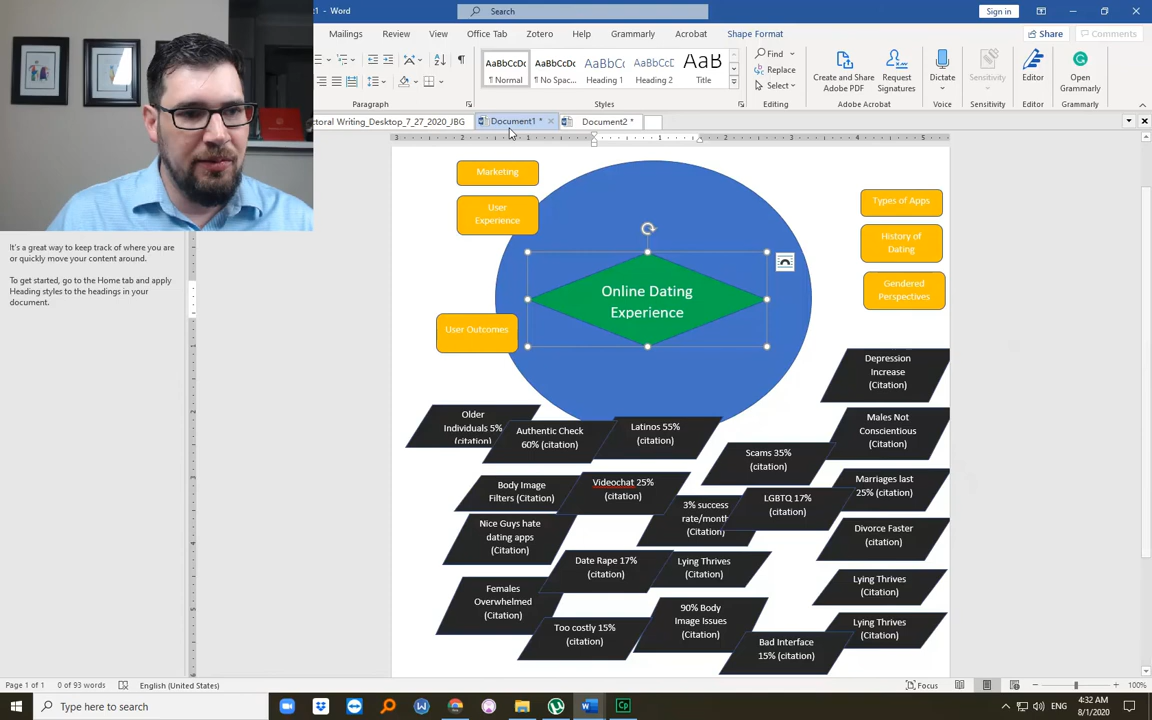 1 - Word
Search
Sign in
Mailings
Review
View
Office Tab
Zotero
Help
Grammarly
Acrobat
Shape Format
Share
Comments
AaBbCcDc
AaBbCcDc
AaBbCc
AaBbCcC
AaB
¶ Normal
¶ No Spac...
Heading 1
Heading 2
Title
Find
Replace
Select
Create and Share
Adobe PDF
Request
Signatures
Dictate
Sensitivity
Editor
Open
Grammarly
Paragraph
Styles
Editing
Adobe Acrobat
Voice
Sensitivity
Editor
Grammarly
ctoral Writing_Desktop_7_27_2020_JBG
Document1 *
Document2 *
It's a great way to keep track of where you are
or quickly move your content around.
To get started, go to the Home tab and apply
Heading styles to the headings in your
document.
Marketing
User
Experience
User Outcomes
Online Dating
Experience
Types of Apps
History of
Dating
Gendered
Perspectives
Depression
Increase
(Citation)
Older
Individuals 5%
(citation)
Authentic Check
60% (citation)
Latinos 55%
(citation)
Males Not
Conscientious
(Citation)
Scams 35%
(citation)
Body Image
Filters (Citation)
Videochat 25%
(citation)
3% success
rate/month
(Citation)
LGBTQ 17%
(citation)
Marriages last
25% (citation)
Nice Guys hate
dating apps
(Citation)
Divorce Faster
(citation)
Date Rape 17%
(citation)
Lying Thrives
(Citation)
Lying Thrives
(Citation)
Females
Overwhelmed
(Citation)
Too costly 15%
(citation)
90% Body
Image Issues
(Citation)
Lying Thrives
(Citation)
Bad Interface
15% (citation)
Page 1 of 1
0 of 93 words
English (United States)
Focus
100%
Type here to search
ENG
4:32 AM
8/1/2020